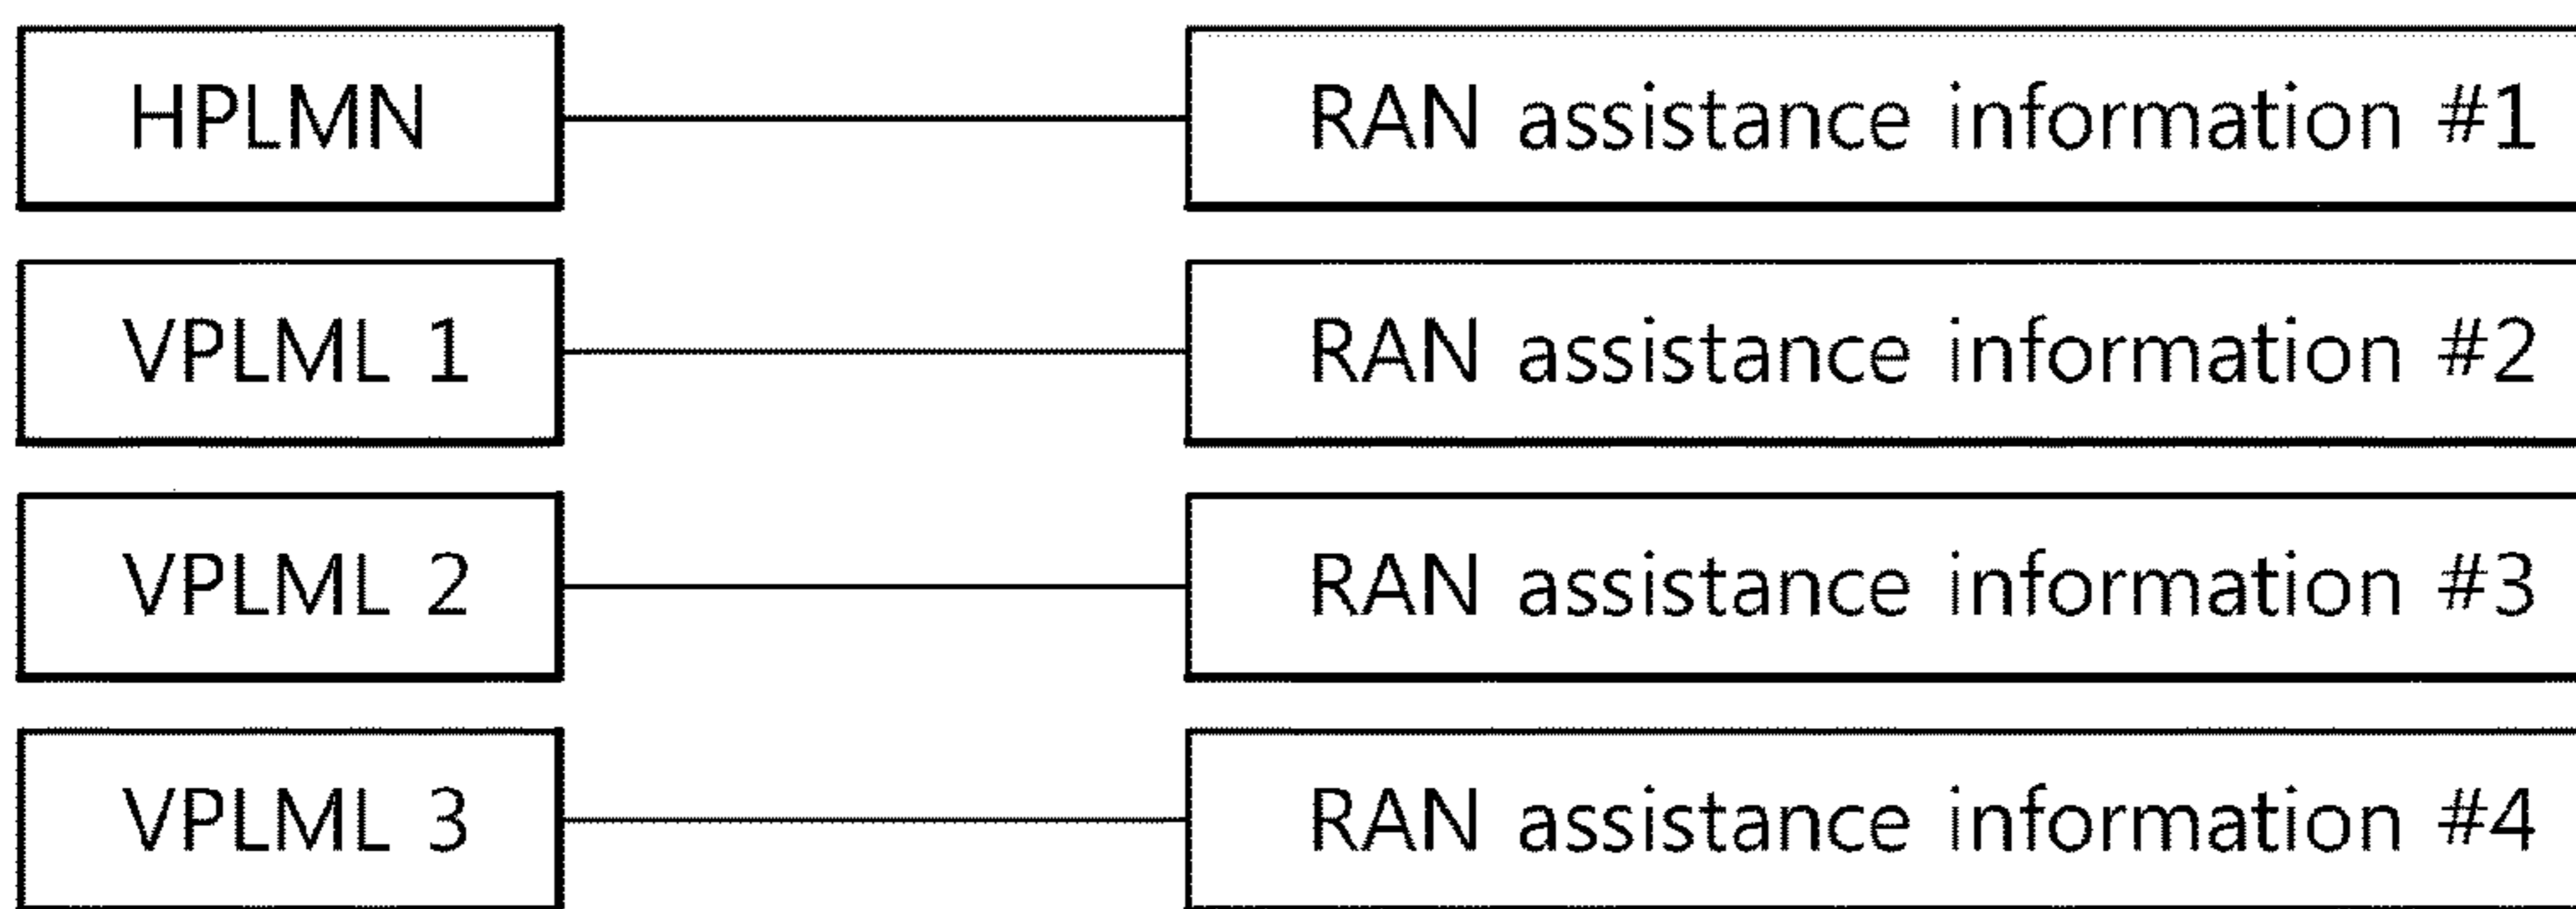 HPLMN RAN assistance information #1
VPLML 1 RAN assistance information #2
VPLML 2 RAN assistance information #3
VPLML 3 RAN assistance information #4